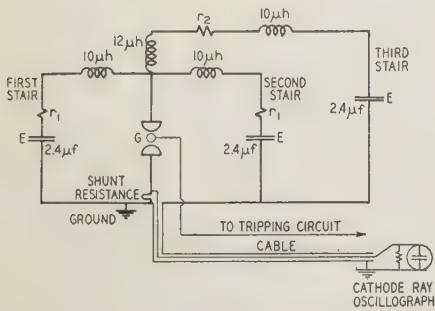 r2
10μh
12μh
10μh
10μh
THIRD
STAIR
FIRST
STAIR
SECOND
STAIR
r1
r1
E
2.4μf
E
2.4μf
E
2.4μf
G
SHUNT
RESISTANCE
GROUND
TO TRIPPING CIRCUIT
CABLE
CATHODE RAY
OSCILLOGRAPH